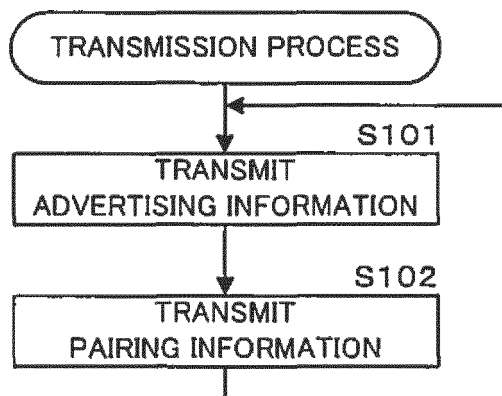 TRANSMISSION PROCESS
S101
TRANSMIT
ADVERTISING INFORMATION
S102
TRANSMIT
PAIRING INFORMATION